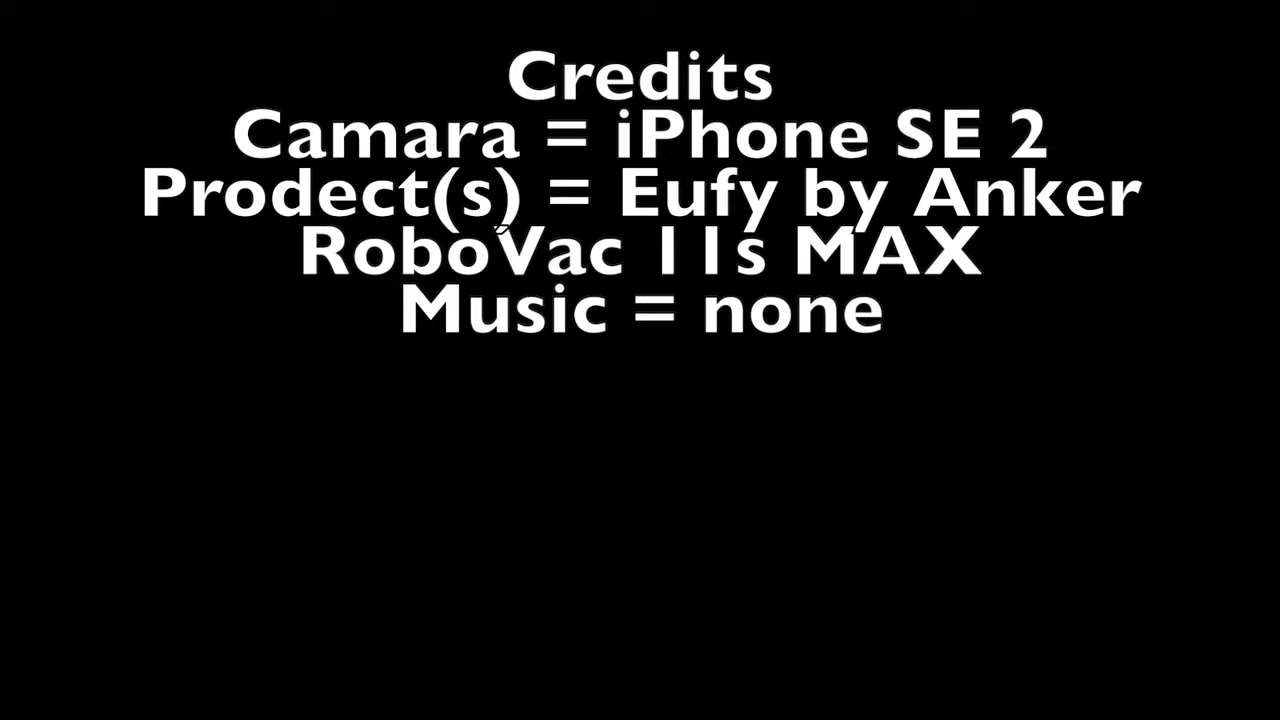 Credits
Camara = iPhone SE 2
Prodect(s) = Eufy by Anker
RoboVac 11s MAX
Music = none